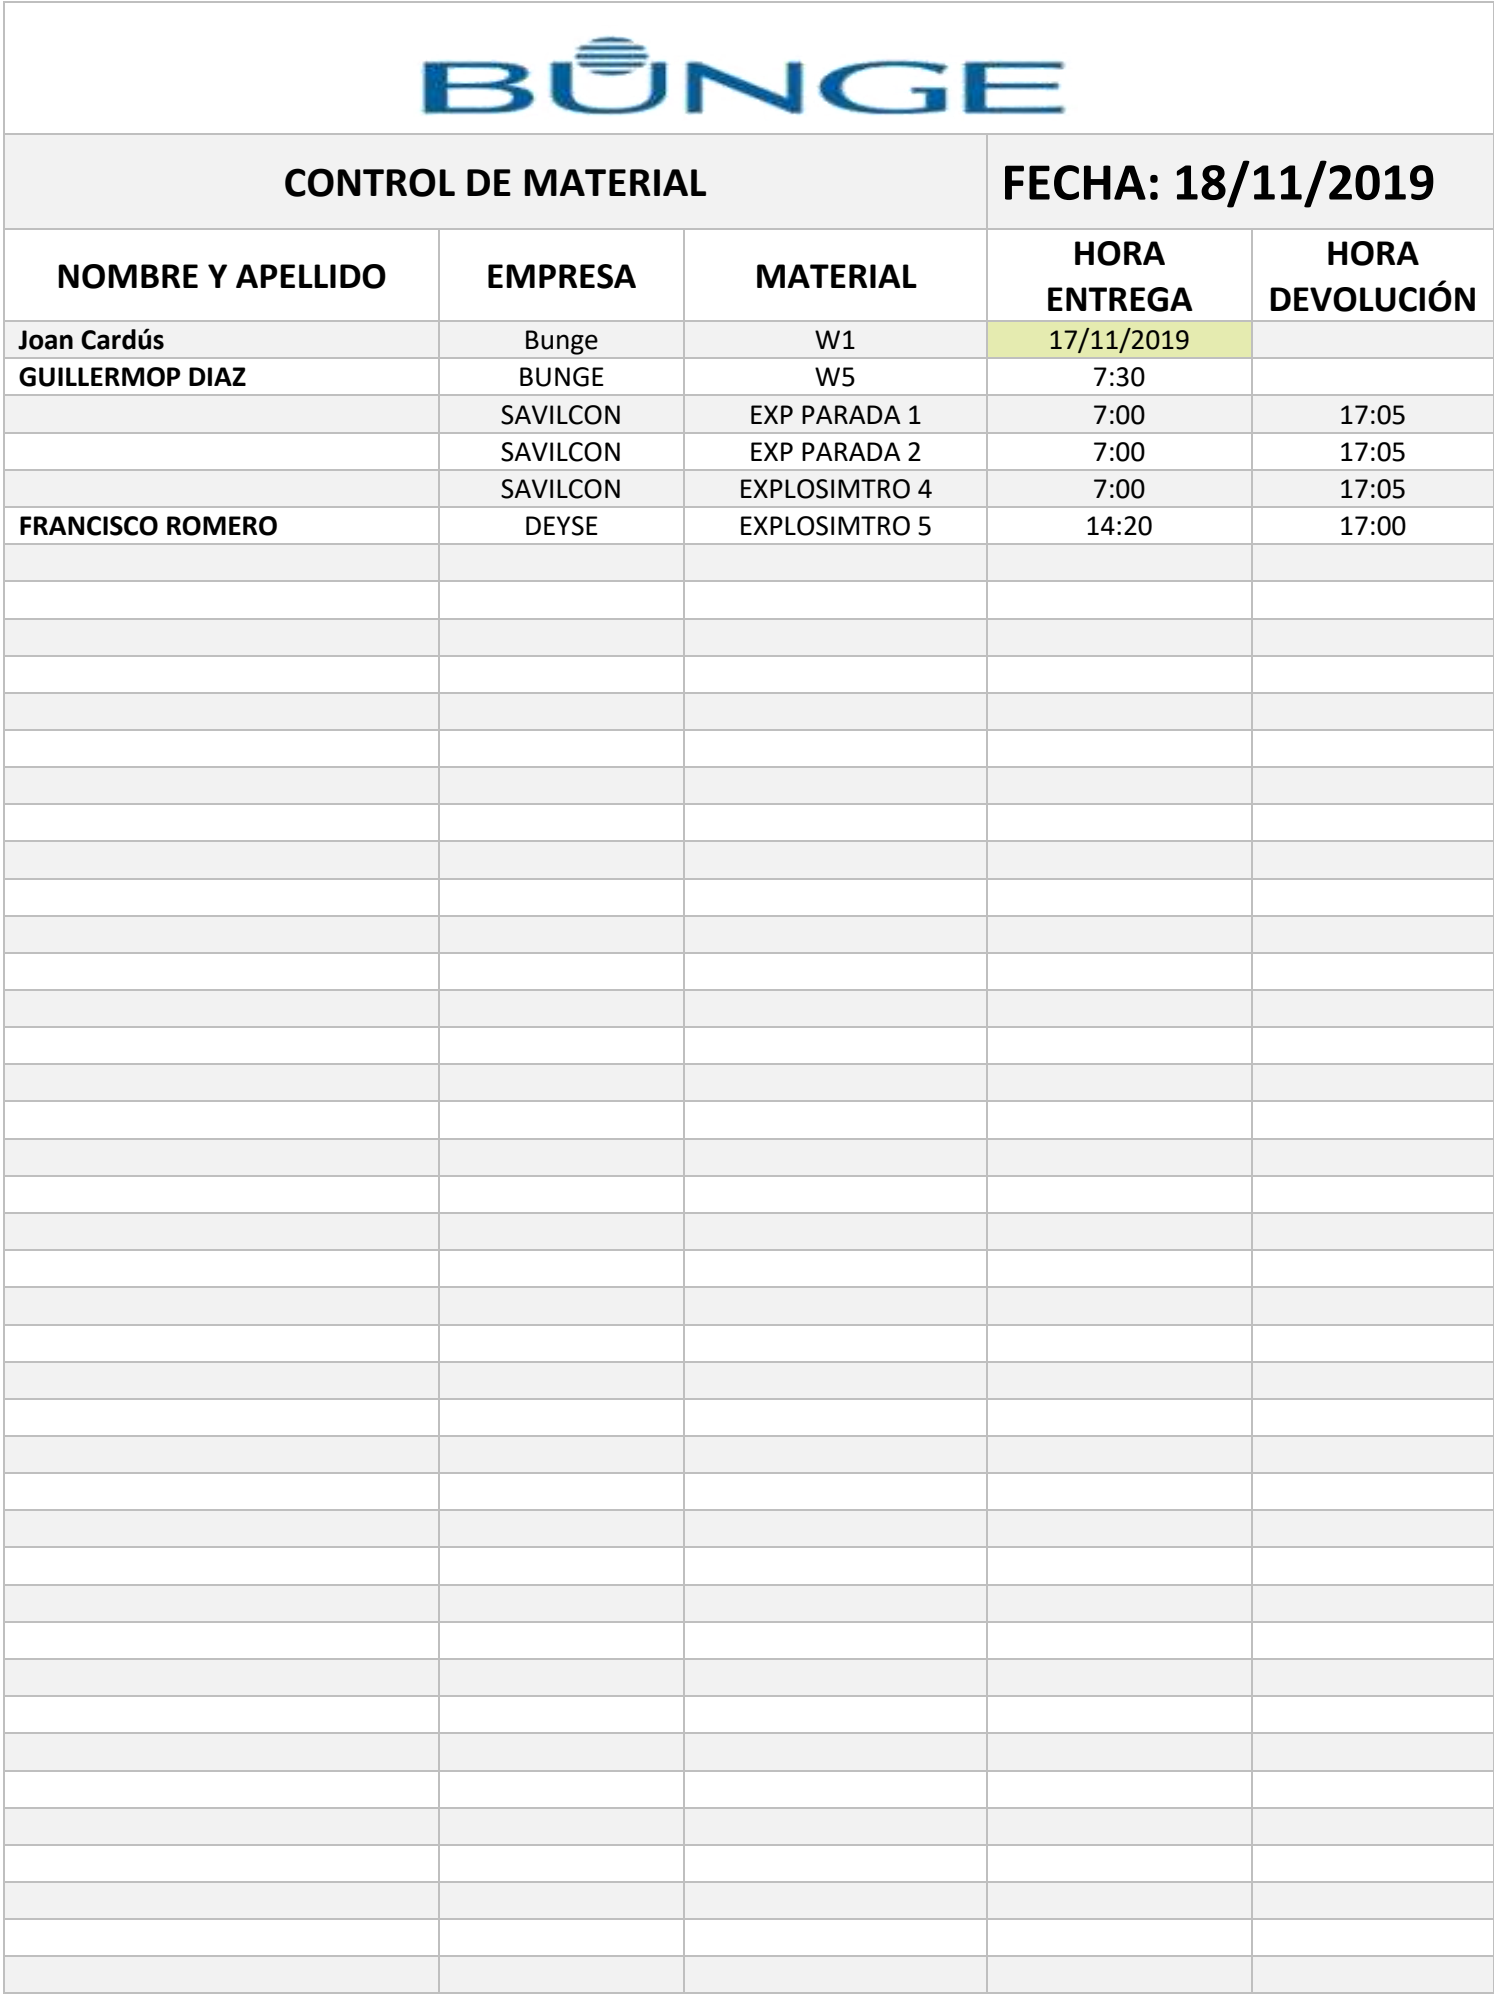 BUNGE
CONTROL DE MATERIAL FECHA: 18/11/2019
NOMBRE Y APELLIDO EMPRESA MATERIAL HORA ENTREGA HORA DEVOLUCIÓN
Joan Cardús Bunge W1 17/11/2019
GUILLERMOP DIAZ BUNGE W5 7:30
SAVILCON EXP PARADA 1 7:00 17:05
SAVILCON EXP PARADA 2 7:00 17:05
SAVILCON EXPLOSIMTRO 4 7:00 17:05
FRANCISCO ROMERO DEYSE EXPLOSIMTRO 5 14:20 17:00